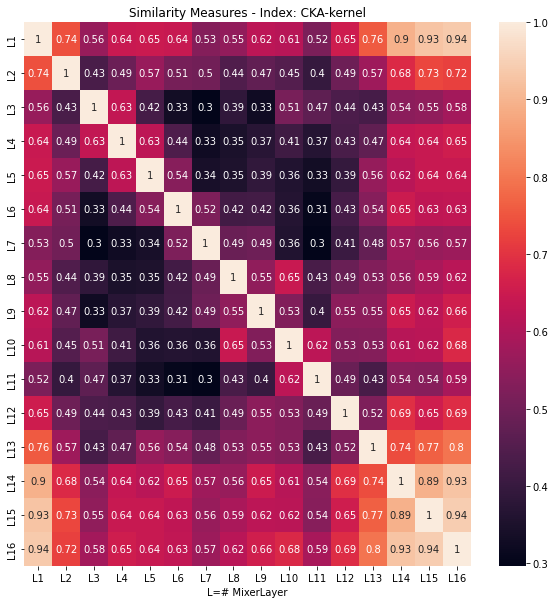 Similarity Measures - Index: CKA-kernel
L1 1 0.74 0.56 0.64 0.65 0.64 0.53 0.55 0.62 0.61 0.52 0.65 0.76 0.9 0.93 0.94
L2 0.74 1 0.43 0.49 0.57 0.51 0.5 0.44 0.47 0.45 0.4 0.49 0.57 0.68 0.73 0.72
L3 0.56 0.43 1 0.63 0.42 0.33 0.3 0.39 0.33 0.51 0.47 0.44 0.43 0.54 0.55 0.58
L4 0.64 0.49 0.63 1 0.63 0.44 0.33 0.35 0.37 0.41 0.37 0.43 0.47 0.64 0.64 0.65
L5 0.65 0.57 0.42 0.63 1 0.54 0.34 0.35 0.39 0.36 0.33 0.39 0.56 0.62 0.64 0.64
L6 0.64 0.51 0.33 0.44 0.54 1 0.52 0.42 0.42 0.36 0.31 0.43 0.54 0.65 0.63 0.63
L7 0.53 0.5 0.3 0.33 0.34 0.52 1 0.49 0.49 0.36 0.3 0.41 0.48 0.57 0.56 0.57
L8 0.55 0.44 0.39 0.35 0.35 0.42 0.49 1 0.55 0.65 0.43 0.49 0.53 0.56 0.59 0.62
L9 0.62 0.47 0.33 0.37 0.39 0.42 0.49 0.55 1 0.53 0.4 0.55 0.55 0.65 0.62 0.66
L10 0.61 0.45 0.51 0.41 0.36 0.36 0.36 0.65 0.53 1 0.62 0.53 0.53 0.61 0.62 0.68
L11 0.52 0.4 0.47 0.37 0.33 0.31 0.3 0.43 0.4 0.62 1 0.49 0.43 0.54 0.54 0.59
L12 0.65 0.49 0.44 0.43 0.39 0.43 0.41 0.49 0.55 0.53 0.49 1 0.52 0.69 0.65 0.69
L13 0.76 0.57 0.43 0.47 0.56 0.54 0.48 0.53 0.55 0.53 0.43 0.52 1 0.74 0.77 0.8
L14 0.9 0.68 0.54 0.64 0.62 0.65 0.57 0.56 0.65 0.61 0.54 0.69 0.74 1 0.89 0.93
L15 0.93 0.73 0.55 0.64 0.64 0.63 0.56 0.59 0.62 0.62 0.54 0.65 0.77 0.89 1 0.94
L16 0.94 0.72 0.58 0.65 0.64 0.63 0.57 0.62 0.66 0.68 0.59 0.69 0.8 0.93 0.94 1
L1 L2 L3 L4 L5 L6 L7 L8 L9 L10 L11 L12 L13 L14 L15 L16
L=# MixerLayer
1.0
0.9
0.8
0.7
0.6
0.5
0.4
0.3